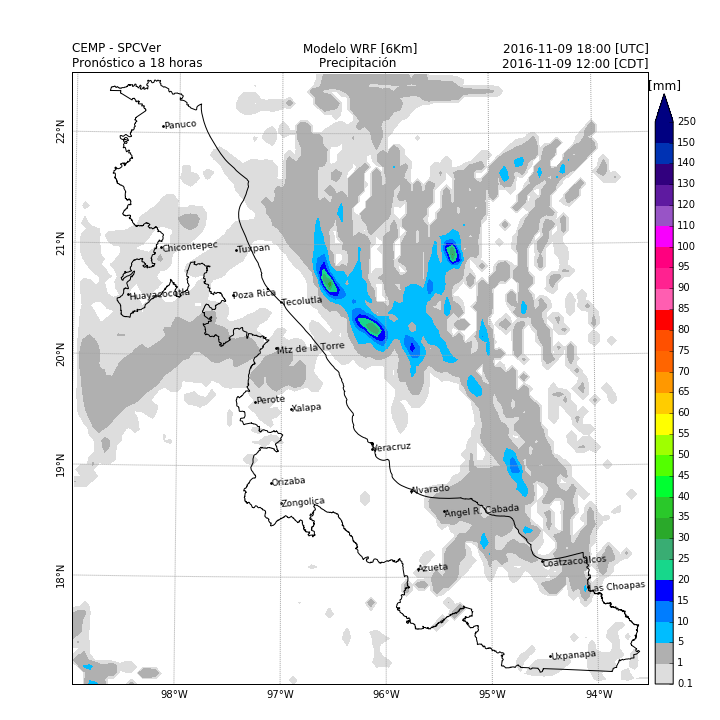 CEMP - SPCVer
Modelo WRF [6Km]
2016-11-09 18:00 [UTC]
Pronóstico a 18 horas
Precipitación
2016-11-09 12:00 [CDT]
[mm]
250
150
140
130
120
110
100
95
90
85
80
75
70
65
60
55
50
45
40
35
30
25
20
15
10
5
1
0.1
22°N
21°N
20°N
19°N
18°N
98°W
97°W
96°W
95°W
94°W
Panuco
Chicontepec
Tuxpan
Huayacocotla
Poza Rica
Tecolutla
Mtz de la Torre
Perote
Xalapa
Veracruz
Orizaba
Alvarado
Zongolica
Angel R. Cabada
Azueta
Coatzacoalcos
Las Choapas
Uxpanapa